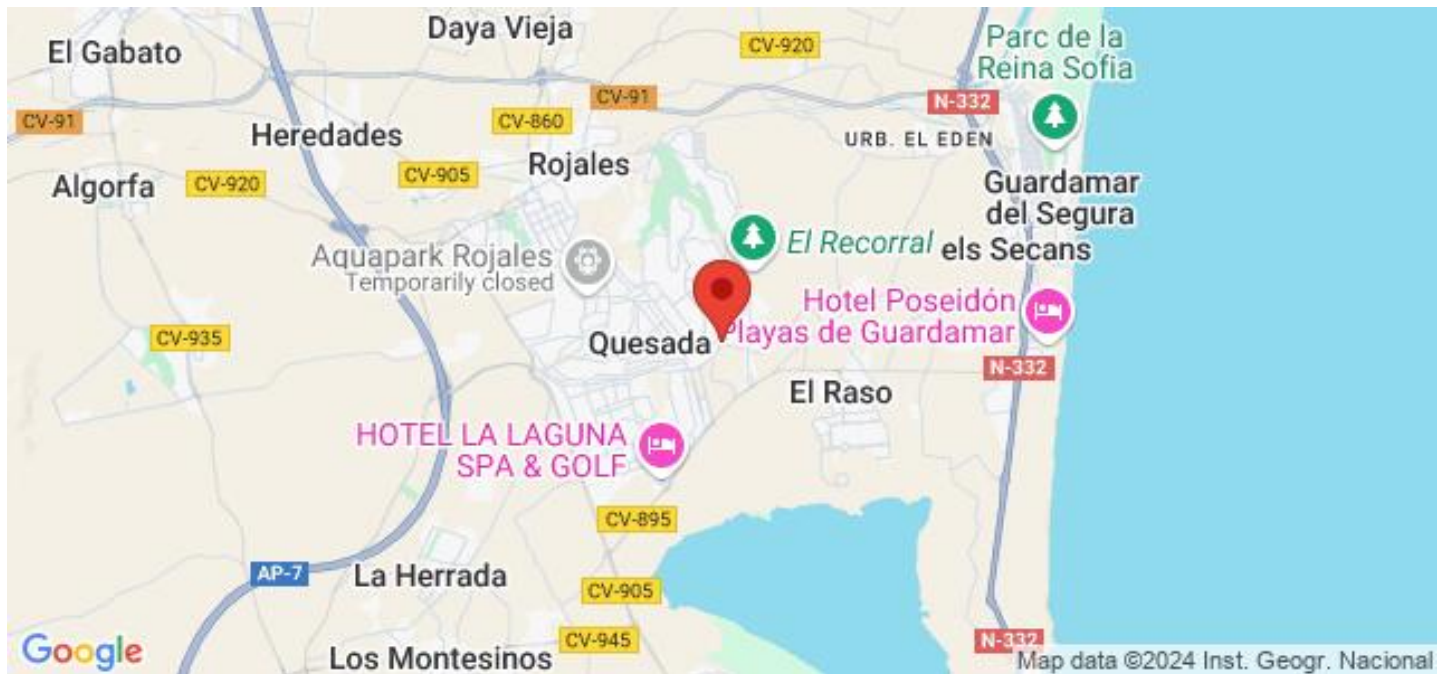 Daya Vieja
El Gabato
CV-920
Parc de la
Reina Sofia
CV-91
N-332
CV-91
CV-860
Heredades
URB. EL EDEN
Rojales
Algorfa
CV-920
CV-905
Guardamar
del Segura
Aquapark Rojales
Temporarily closed
El Recorral
els Secans
Hotel Poseidón
Playas de Guardamar
CV-935
Quesada
N-332
El Raso
HOTEL LA LAGUNA
SPA & GOLF
CV-895
AP-7
La Herrada
CV-905
CV-945
N-332
Google
Los Montesinos
Map data ©2024 Inst. Geogr. Nacional